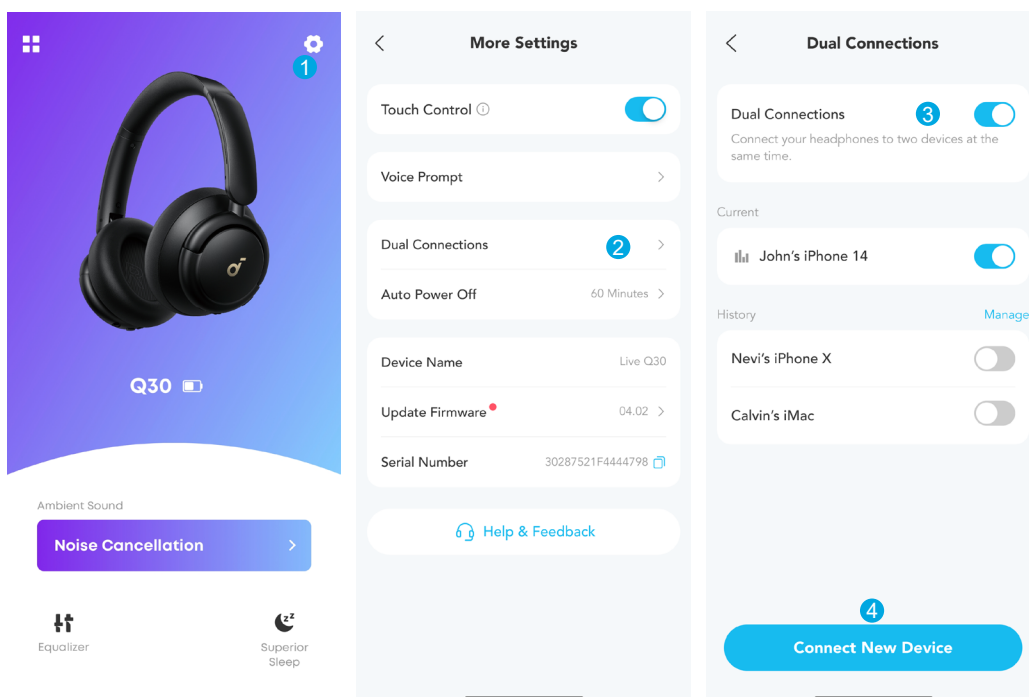 1
Q30
Ambient Sound
Noise Cancellation
Equalizer
Superior
Sleep
More Settings
Touch Control
Voice Prompt
Dual Connections 2
Auto Power Off 60 Minutes
Device Name Live Q30
Update Firmware 04.02
Serial Number 30287521F4444798
Help & Feedback
Dual Connections
Dual Connections 3
Connect your headphones to two devices at the
same time.
Current
John's iPhone 14
History Manage
Nevi's iPhone X
Calvin's iMac
4
Connect New Device